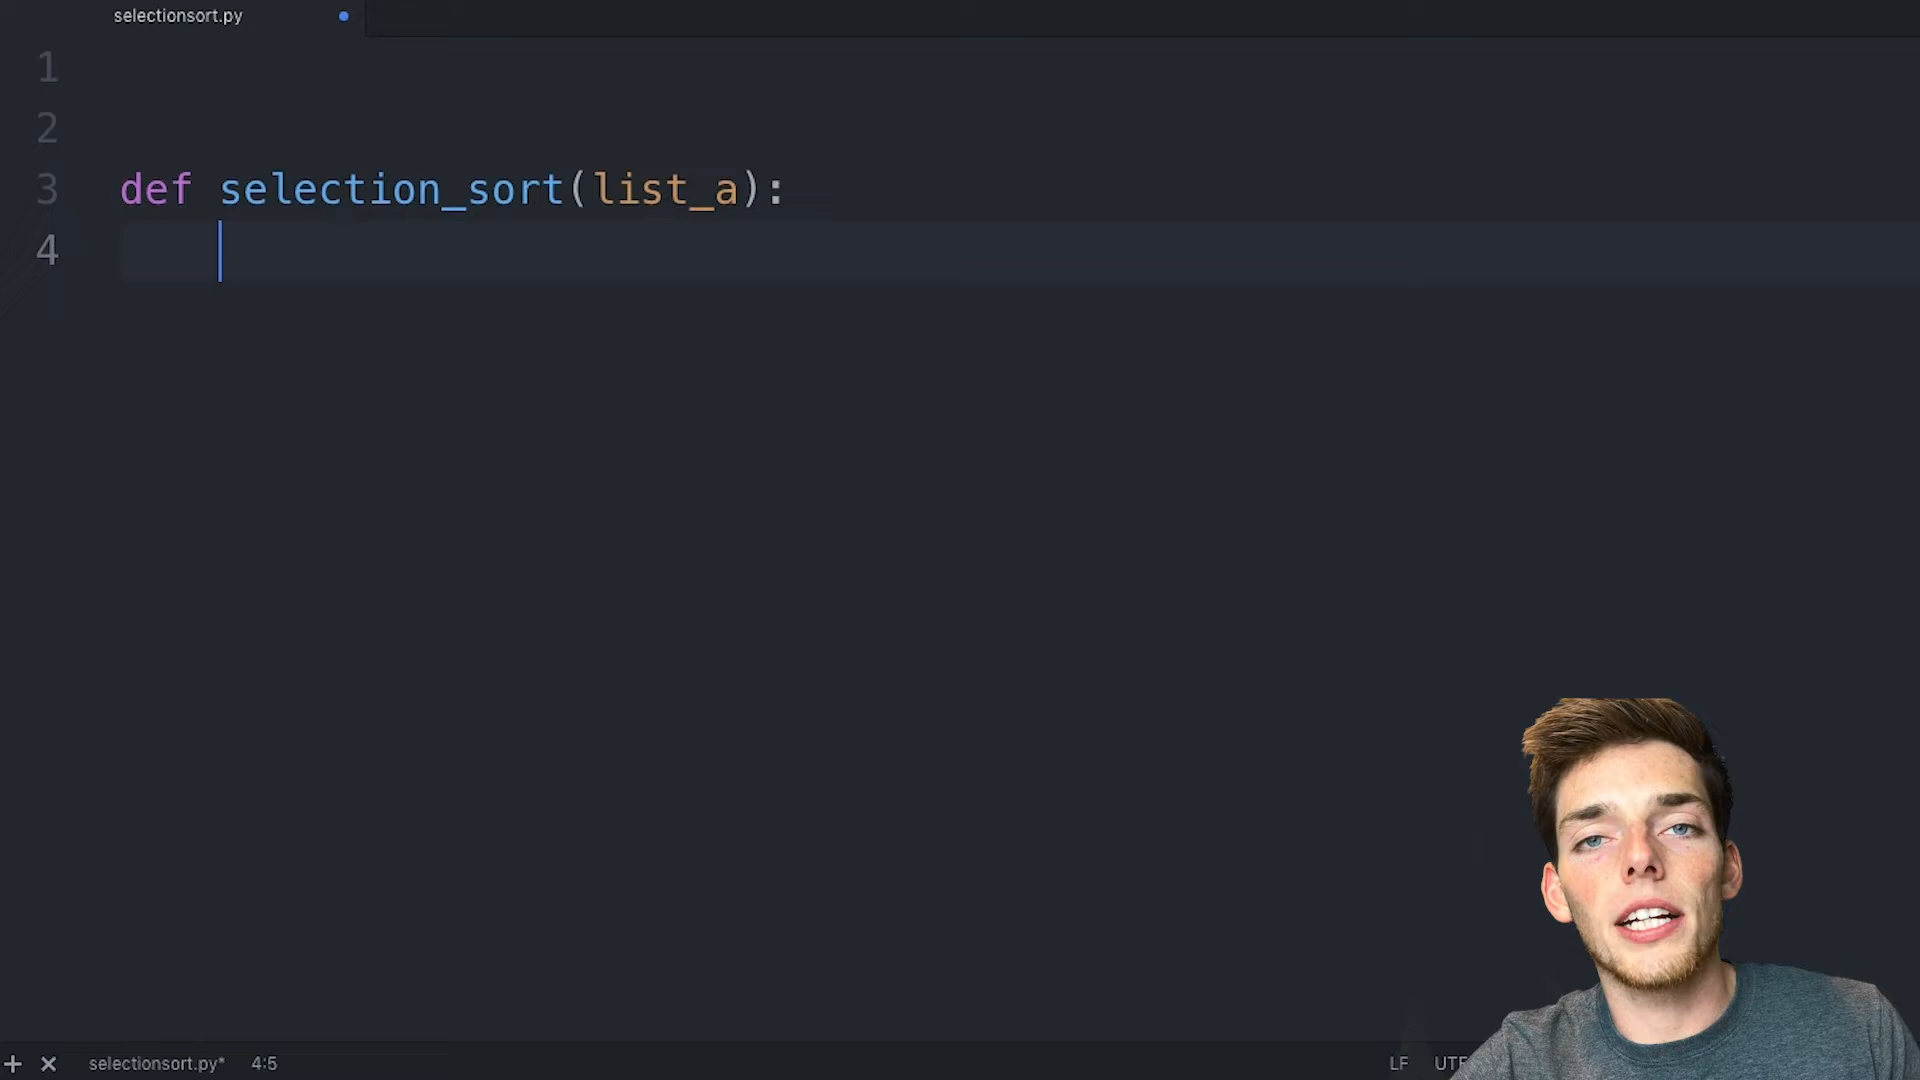 selectionsort.py
1
2
3 def selection_sort(list_a):
4
selectionsort.py* 4:5 LF